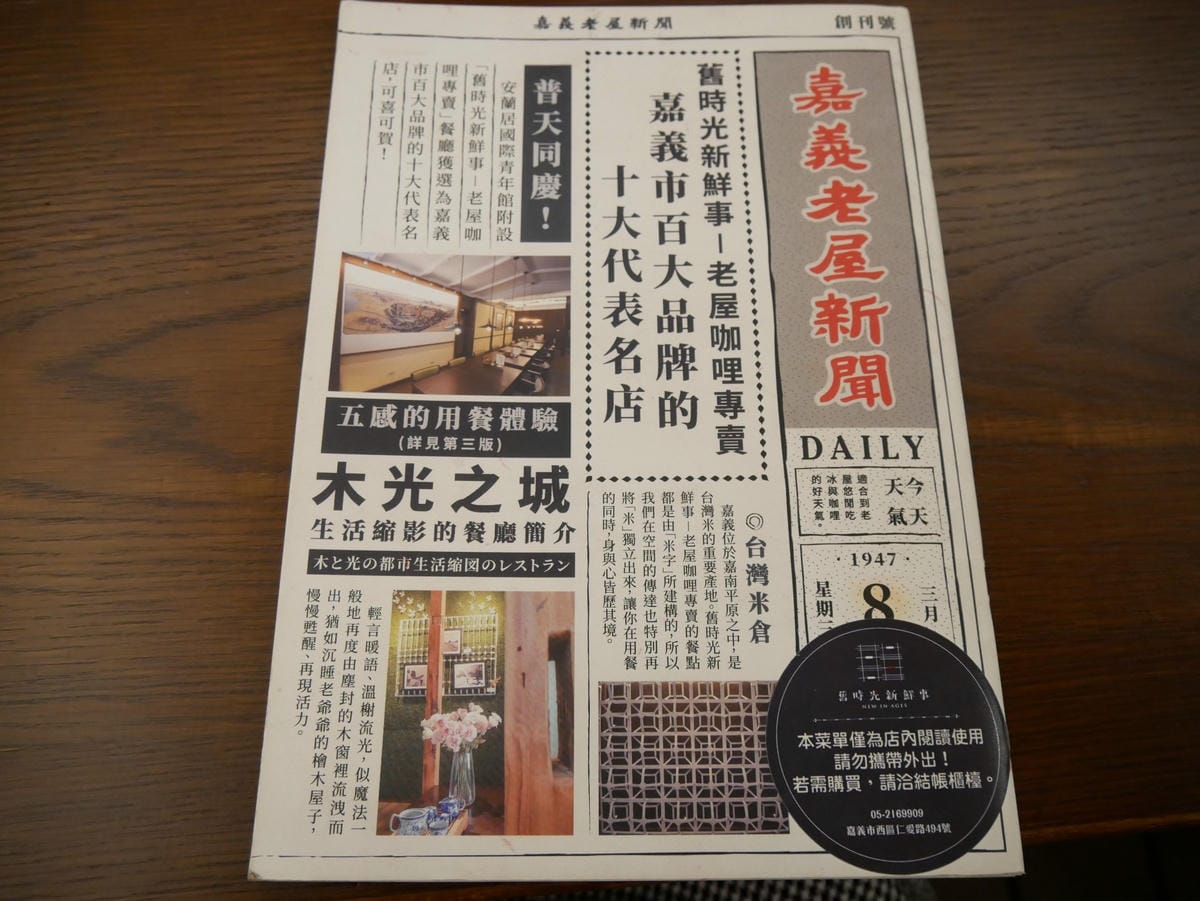 嘉義老屋新聞
創刊號
嘉義老屋新聞
DAILY
今天
天氣
適合到老
屋悠閒吃
冰與咖哩
的好天氣。
·1947·
三月
8
舊時光新鮮事－老屋咖哩專賣
嘉義市百大品牌的
十大代表名店
台灣米倉
嘉義位於嘉南平原之中，是
台灣米的重要產地。舊時光新
鮮事－老屋咖哩專賣的餐點
都是由「米字」所建構的，所以
我們在空間的傳達也特別再
將「米」獨立出來，讓你在用餐
的同時，身與心皆歷其境。
普天同慶！
安蘭居國際青年館附設
「舊時光新鮮事－老屋咖
哩專賣」餐廳獲選為嘉義
市百大品牌的十大代表名
店，可喜可賀！
五感的用餐體驗
（詳見第三版）
木光之城
生活縮影的餐廳簡介
木と光の都市生活縮図のレストラン
輕言暖語、溫榭流光，似魔法一
般地再度由塵封的木窗裡流洩而
出，猶如沉睡老爺爺的檜木屋子，
慢慢甦醒、再現活力。
舊時光新鮮事
NEW IN AGES
本菜單僅為店內閱讀使用
請勿攜帶外出！
若需購買，請洽結帳櫃檯。
05-2169909
嘉義市西區仁愛路494號